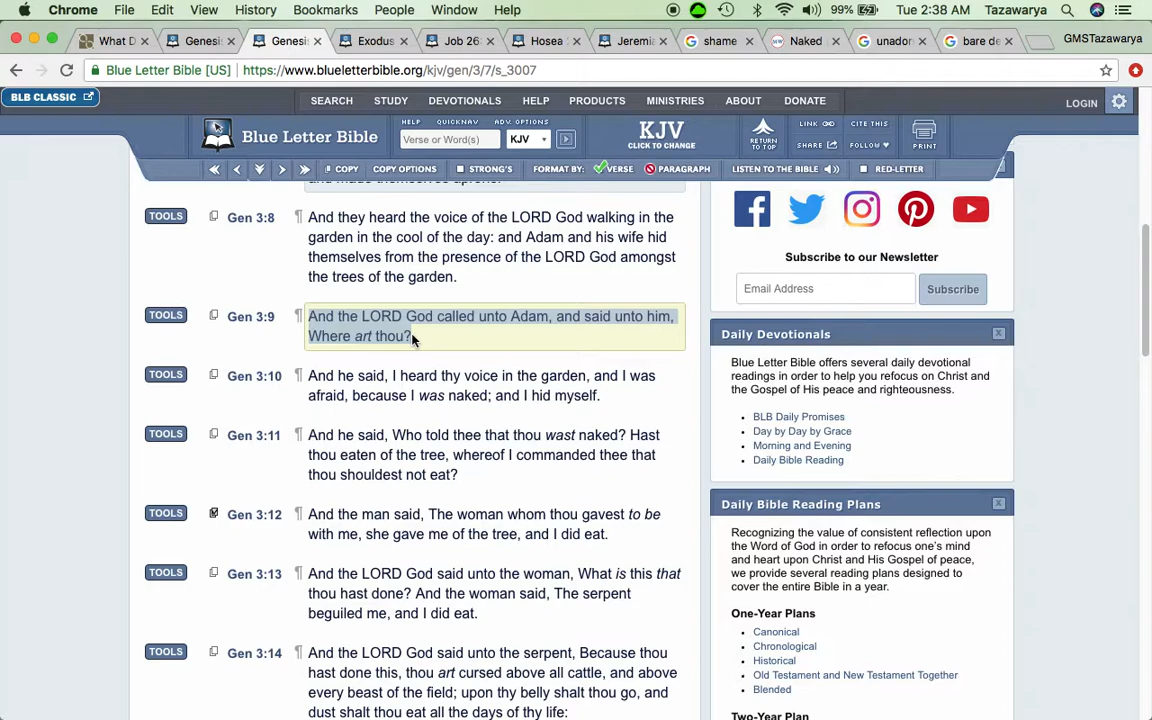 Chrome File Edit View History Bookmarks People Window Help 99% Tue 2:38 AM Tazawarya
What D Genesis Genesis Exodus Job 26: Hosea Jeremia shame Naked unador bare de GMSTazawarya
Blue Letter Bible [US] https://www.blueletterbible.org/kjv/gen/3/7/s_3007
BLB CLASSIC
SEARCH STUDY DEVOTIONALS HELP PRODUCTS MINISTRIES ABOUT DONATE LOGIN
Blue Letter Bible
HELP QUICKNAV ADV. OPTIONS
Verse or Word(s) KJV
KJV
CLICK TO CHANGE
RETURN TO TOP
LINK CITE THIS
SHARE FOLLOW PRINT
COPY COPY OPTIONS STRONG'S FORMAT BY: VERSE PARAGRAPH LISTEN TO THE BIBLE RED-LETTER
and made themselves aprons.
TOOLS Gen 3:8 ¶ And they heard the voice of the LORD God walking in the
garden in the cool of the day: and Adam and his wife hid
themselves from the presence of the LORD God amongst
the trees of the garden.
TOOLS Gen 3:9 ¶ And the LORD God called unto Adam, and said unto him,
Where art thou?
TOOLS Gen 3:10 ¶ And he said, I heard thy voice in the garden, and I was
afraid, because I was naked; and I hid myself.
TOOLS Gen 3:11 ¶ And he said, Who told thee that thou wast naked? Hast
thou eaten of the tree, whereof I commanded thee that
thou shouldest not eat?
TOOLS Gen 3:12 ¶ And the man said, The woman whom thou gavest to be
with me, she gave me of the tree, and I did eat.
TOOLS Gen 3:13 ¶ And the LORD God said unto the woman, What is this that
thou hast done? And the woman said, The serpent
beguiled me, and I did eat.
TOOLS Gen 3:14 ¶ And the LORD God said unto the serpent, Because thou
hast done this, thou art cursed above all cattle, and above
every beast of the field; upon thy belly shalt thou go, and
dust shalt thou eat all the days of thy life:
Subscribe to our Newsletter
Email Address Subscribe
Daily Devotionals
Blue Letter Bible offers several daily devotional
readings in order to help you refocus on Christ and
the Gospel of His peace and righteousness.
BLB Daily Promises
Day by Day by Grace
Morning and Evening
Daily Bible Reading
Daily Bible Reading Plans
Recognizing the value of consistent reflection upon
the Word of God in order to refocus one's mind
and heart upon Christ and His Gospel of peace,
we provide several reading plans designed to
cover the entire Bible in a year.
One-Year Plans
Canonical
Chronological
Historical
Old Testament and New Testament Together
Blended
Two-Year Plan